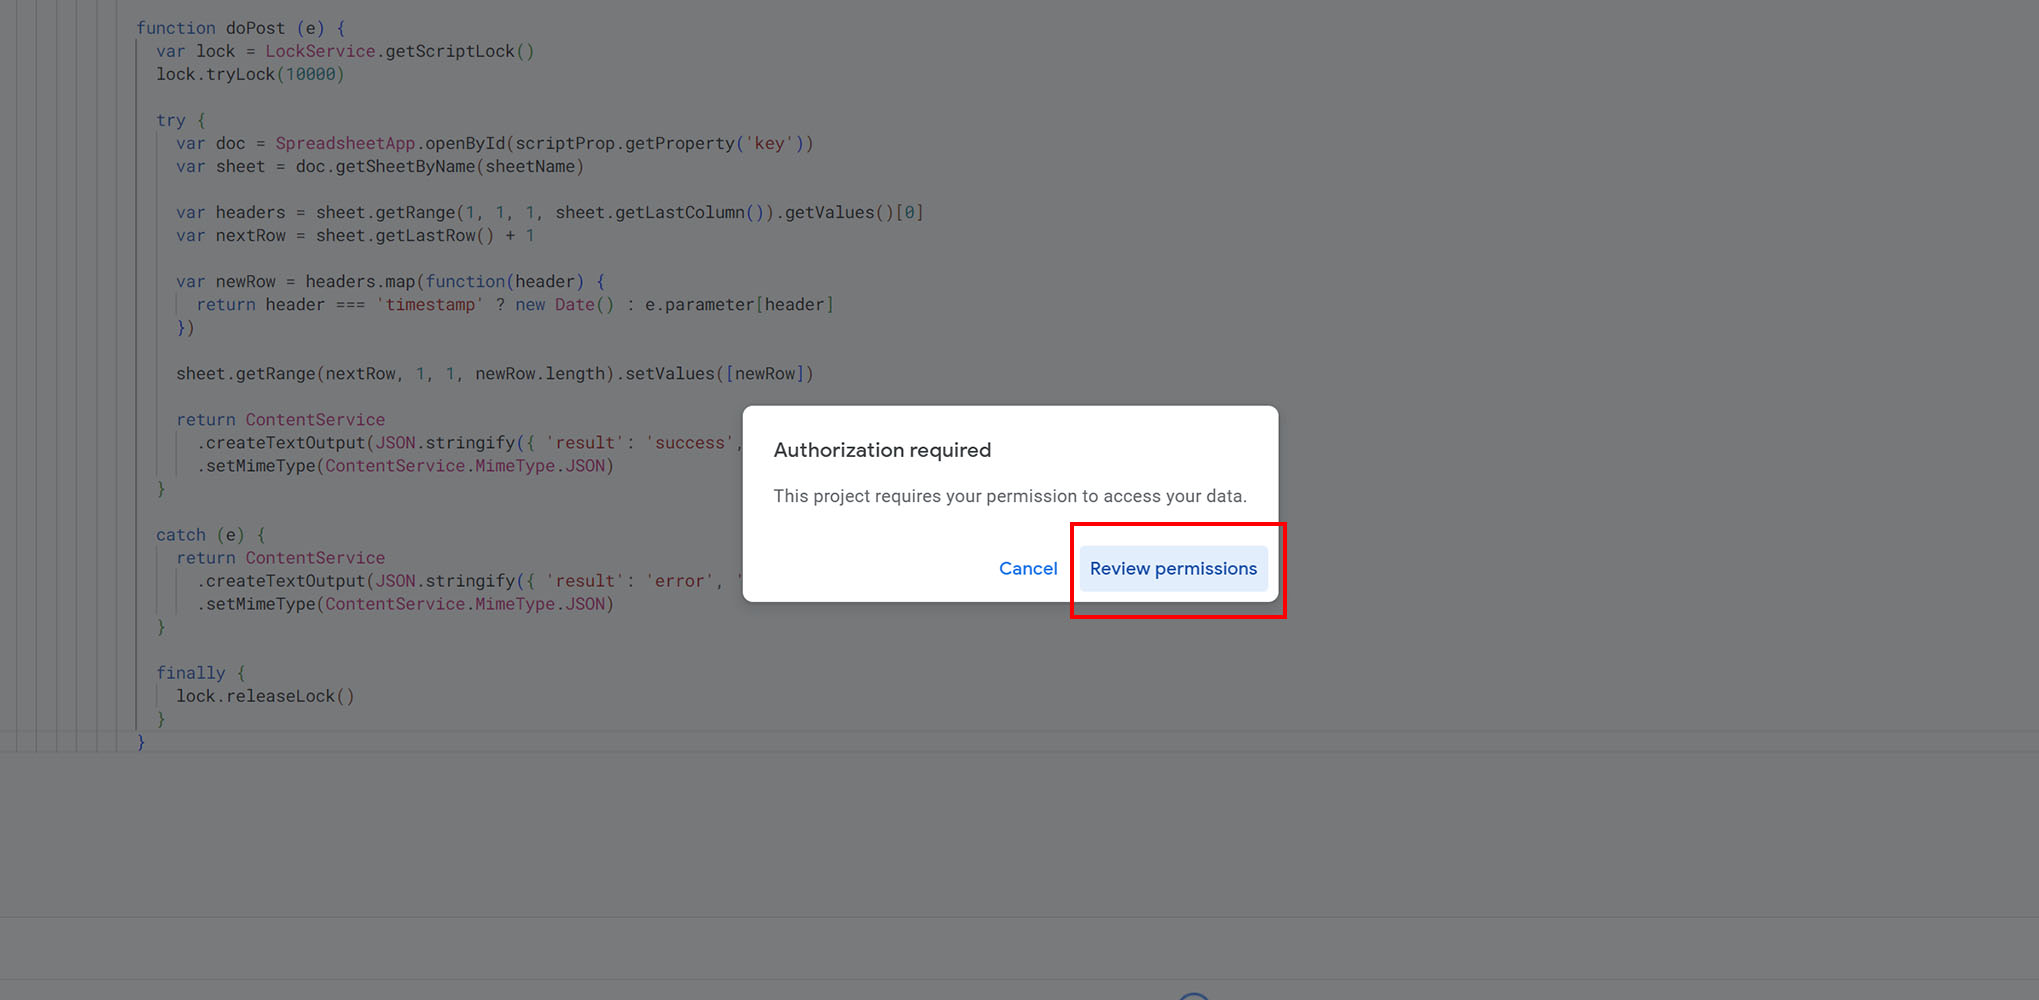 function doPost (e) {
var lock = LockService.getScriptLock()
lock.tryLock(10000)
try {
var doc = SpreadsheetApp.openById(scriptProp.getProperty('key'))
var sheet = doc.getSheetByName(sheetName)
var headers = sheet.getRange(1, 1, 1, sheet.getLastColumn()).getValues()[0]
var nextRow = sheet.getLastRow() + 1
var newRow = headers.map(function(header) {
return header === 'timestamp' ? new Date() : e.parameter[header]
})
sheet.getRange(nextRow, 1, 1, newRow.length).setValues([newRow])
return ContentService
.createTextOutput(JSON.stringify({ 'result': 'success',
.setMimeType(ContentService.MimeType.JSON)
}
catch (e) {
return ContentService
.createTextOutput(JSON.stringify({ 'result': 'error', '
.setMimeType(ContentService.MimeType.JSON)
}
finally {
lock.releaseLock()
}
}
Authorization required
This project requires your permission to access your data.
Cancel Review permissions